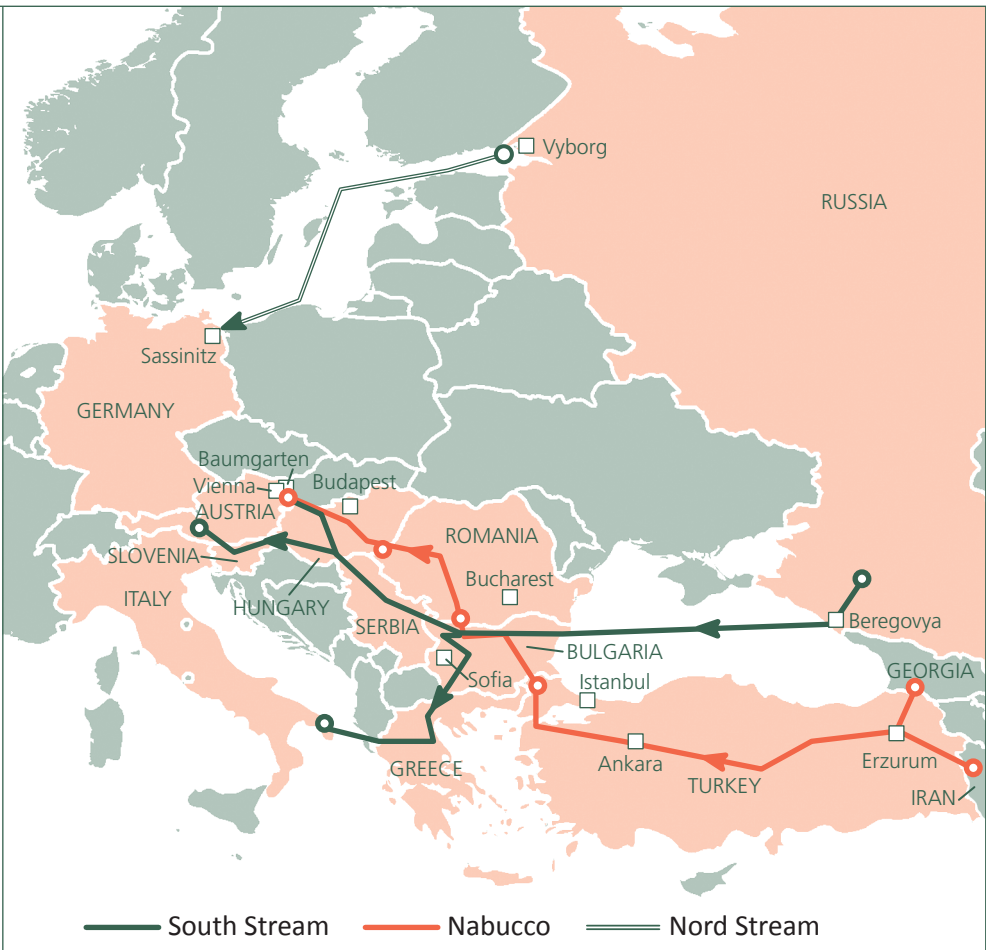 Vyborg
RUSSIA
Sassinitz
GERMANY
Baumgarten
Vienna
Budapest
AUSTRIA
ROMANIA
SLOVENIA
Bucharest
ITALY
HUNGARY
SERBIA
Beregovya
BULGARIA
Sofia
Istanbul
GEORGIA
Ankara
Erzurum
GREECE
TURKEY
IRAN
South Stream Nabucco Nord Stream